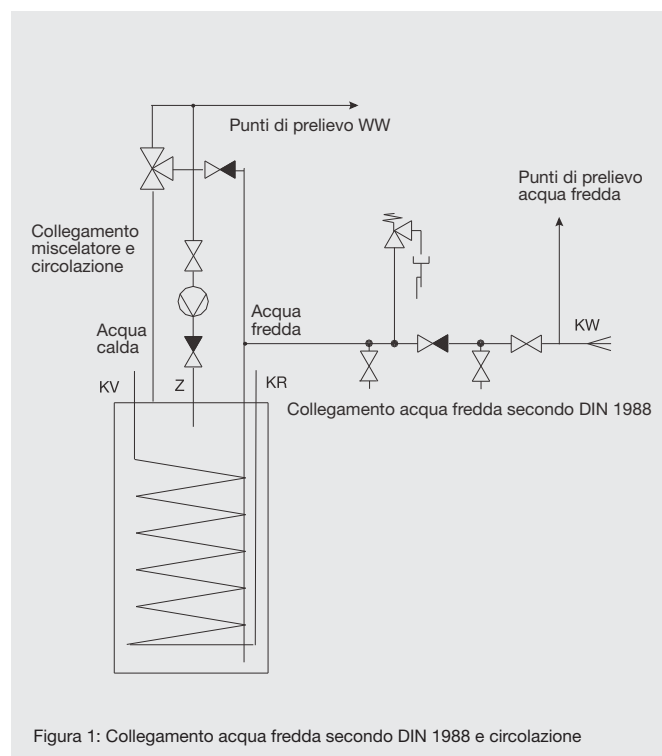 Punti di prelievo WW
Punti di prelievo
acqua fredda
Collegamento
miscelatore e
circolazione
Acqua
calda
Acqua
fredda
KW
KV
Z
KR
Collegamento acqua fredda secondo DIN 1988
Figura 1: Collegamento acqua fredda secondo DIN 1988 e circolazione